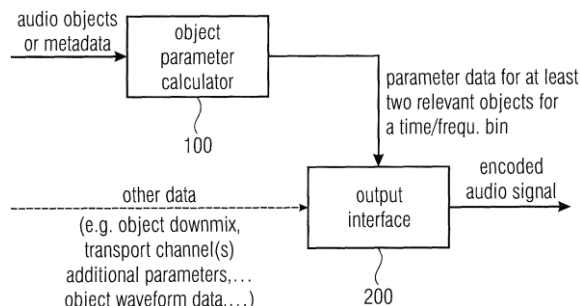 audio objects
or metadata
object
parameter
calculator
100
parameter data for at least
two relevant objects for
a time/frequ. bin
other data
(e.g. object downmix,
transport channel(s)
additional parameters,...
object waveform data,...)
output
interface
200
encoded
audio signal